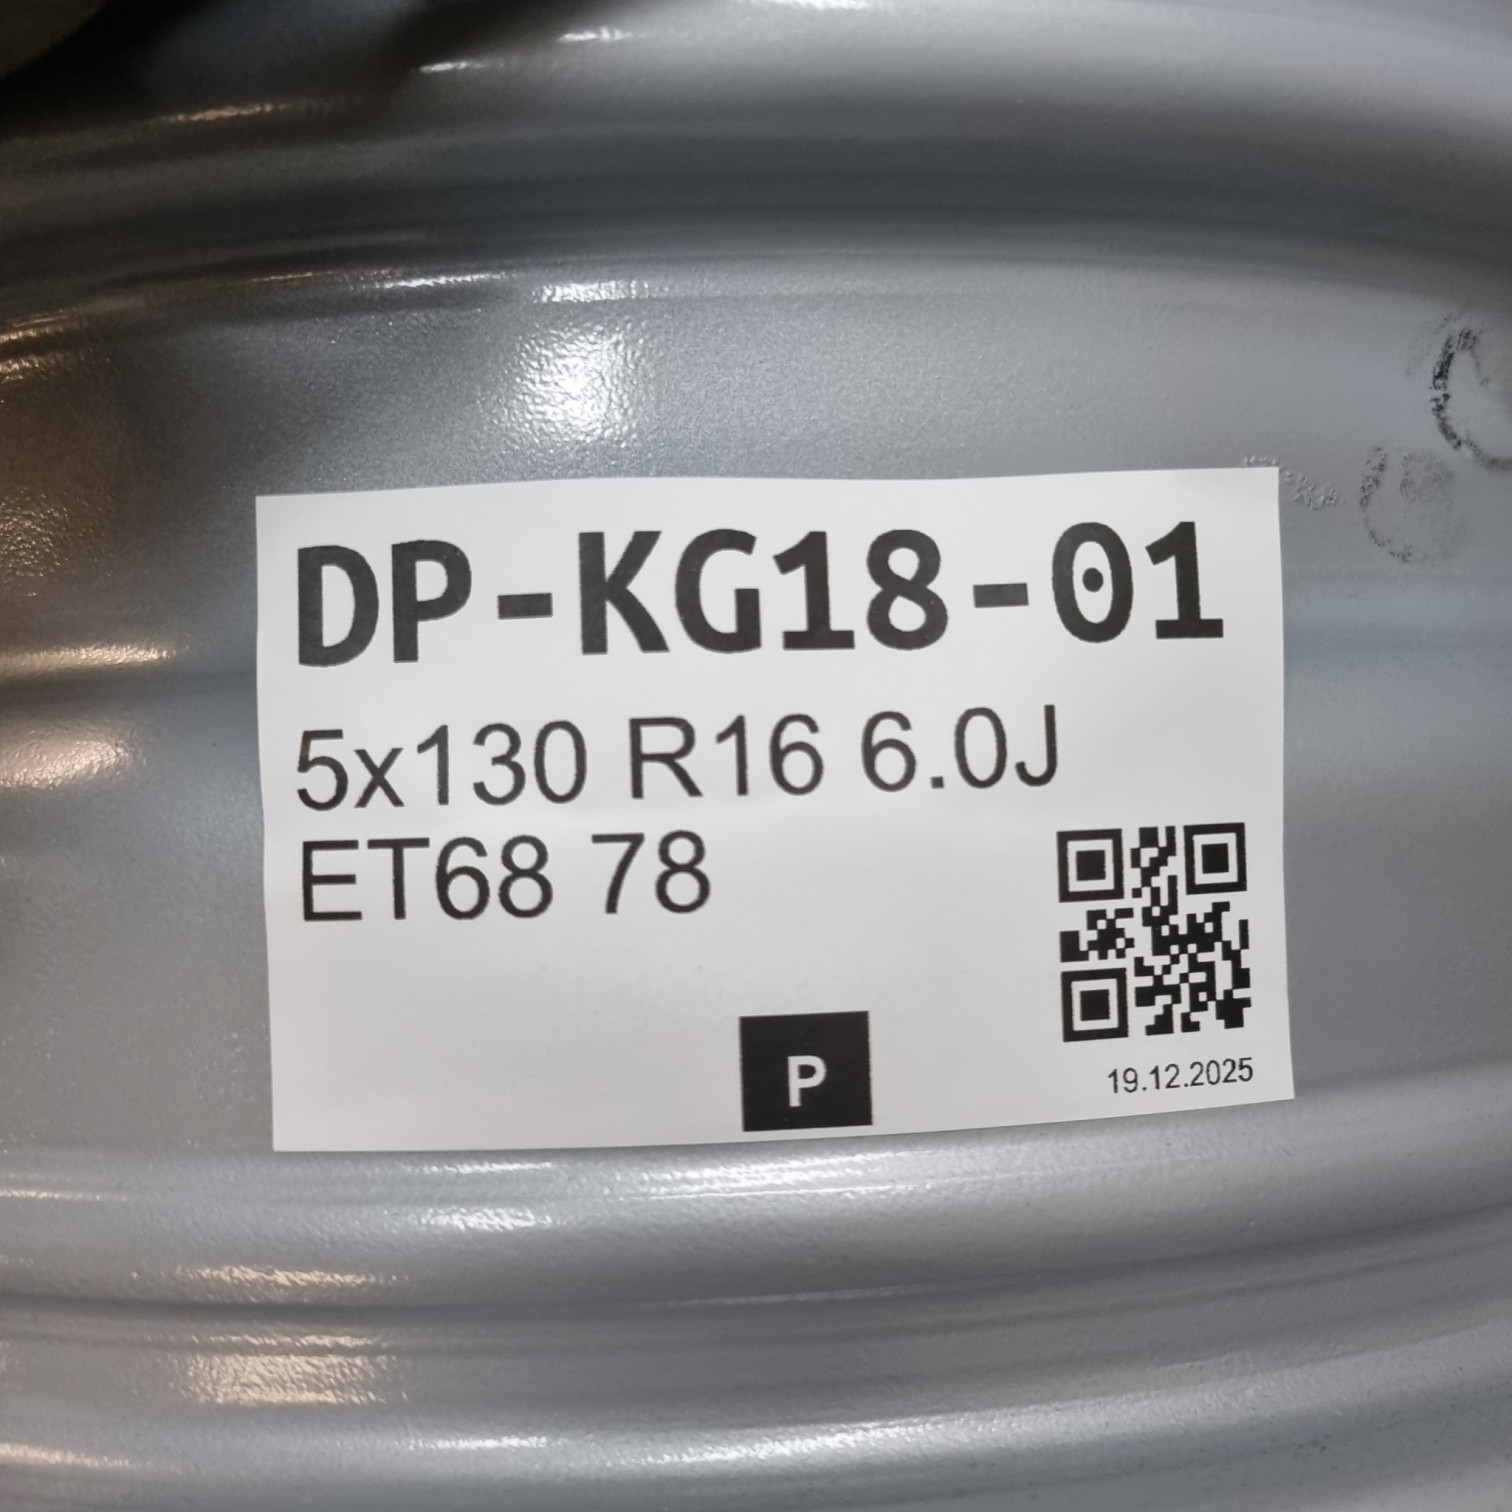 DP-KG18-01
5x130 R16 6.0J
ET68 78
P
19.12.2025